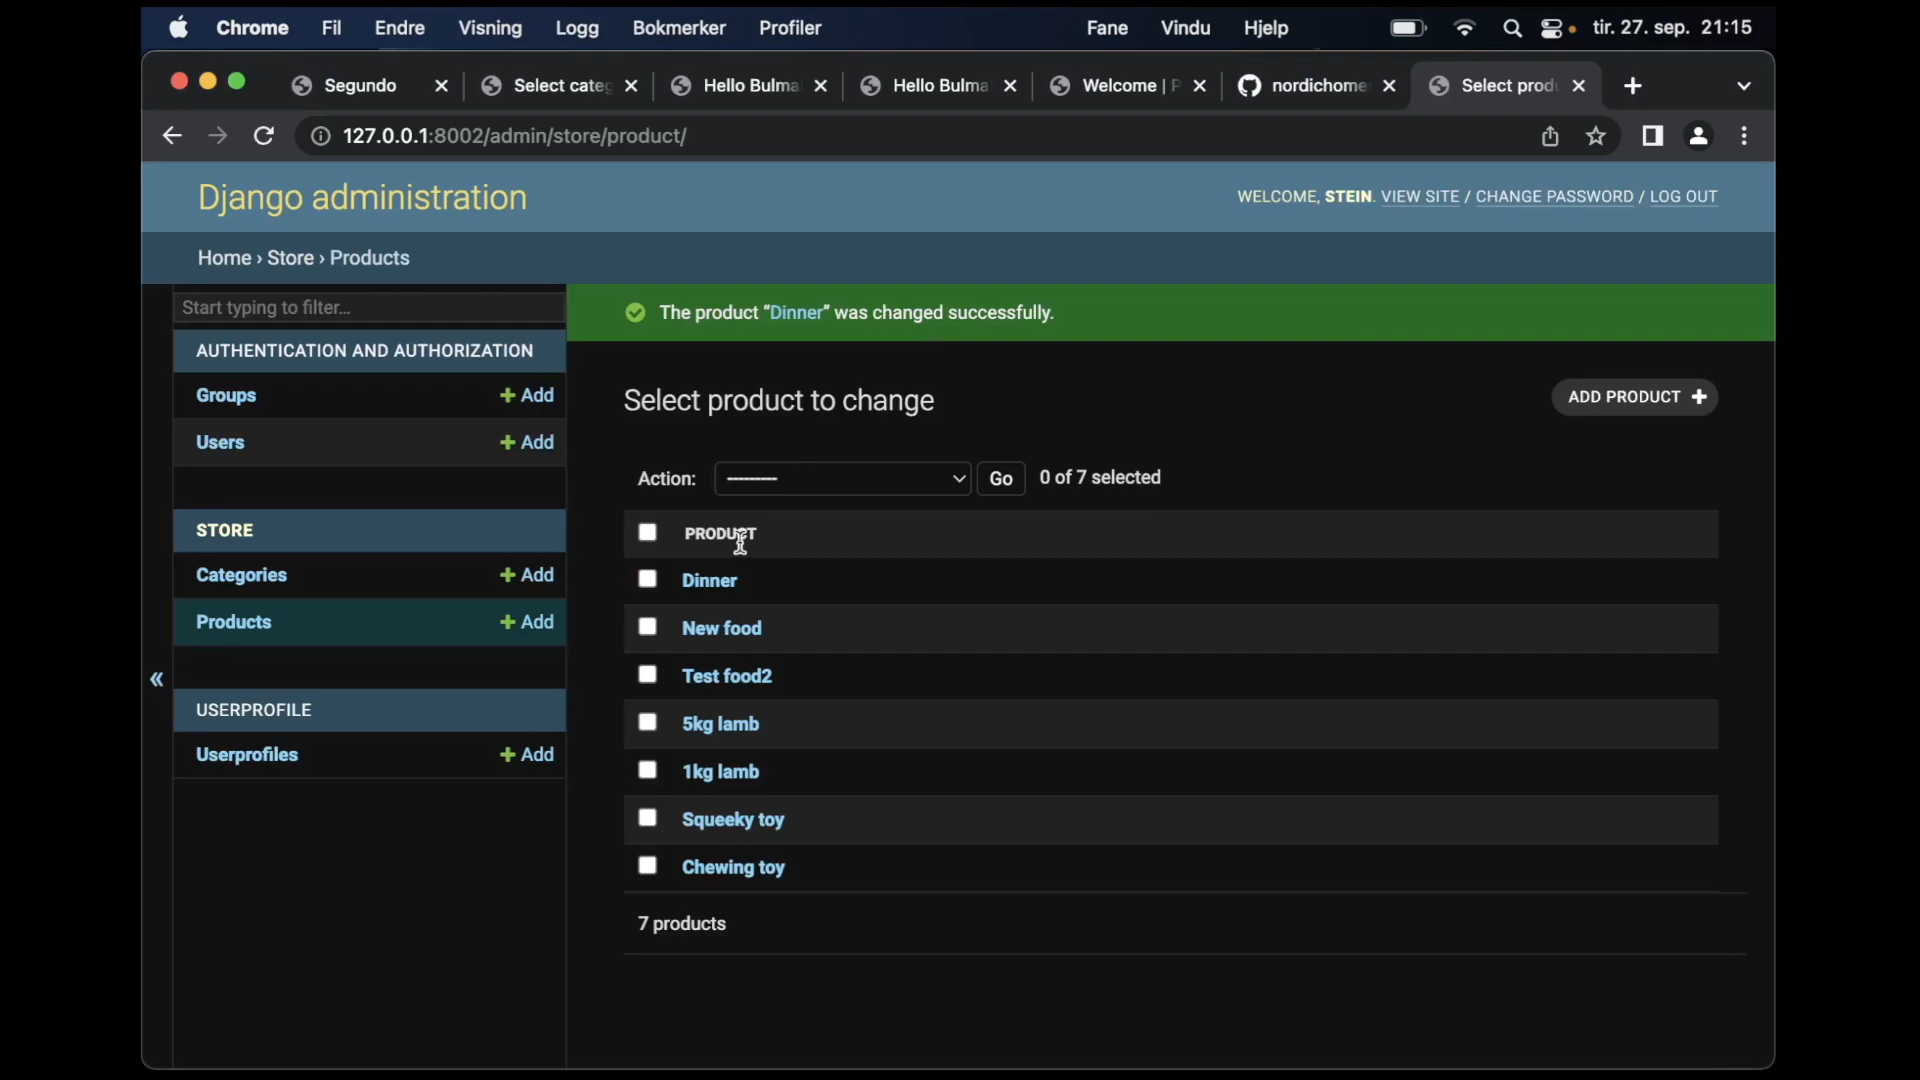 Chrome Fil Endre Visning Logg Bokmerker Profiler Fane Vindu Hjelp tir. 27. sep. 21:15
Segundo Select categ Hello Bulma Hello Bulma Welcome | P nordichome Select produ
127.0.0.1:8002/admin/store/product/
Django administration
WELCOME, STEIN. VIEW SITE / CHANGE PASSWORD / LOG OUT
Home › Store › Products
Start typing to filter...
AUTHENTICATION AND AUTHORIZATION
Groups + Add
Users + Add
STORE
Categories + Add
Products + Add
«
USERPROFILE
Userprofiles + Add
The product “Dinner” was changed successfully.
Select product to change
ADD PRODUCT +
Action: --------- Go 0 of 7 selected
PRODUCT
Dinner
New food
Test food2
5kg lamb
1kg lamb
Squeeky toy
Chewing toy
7 products